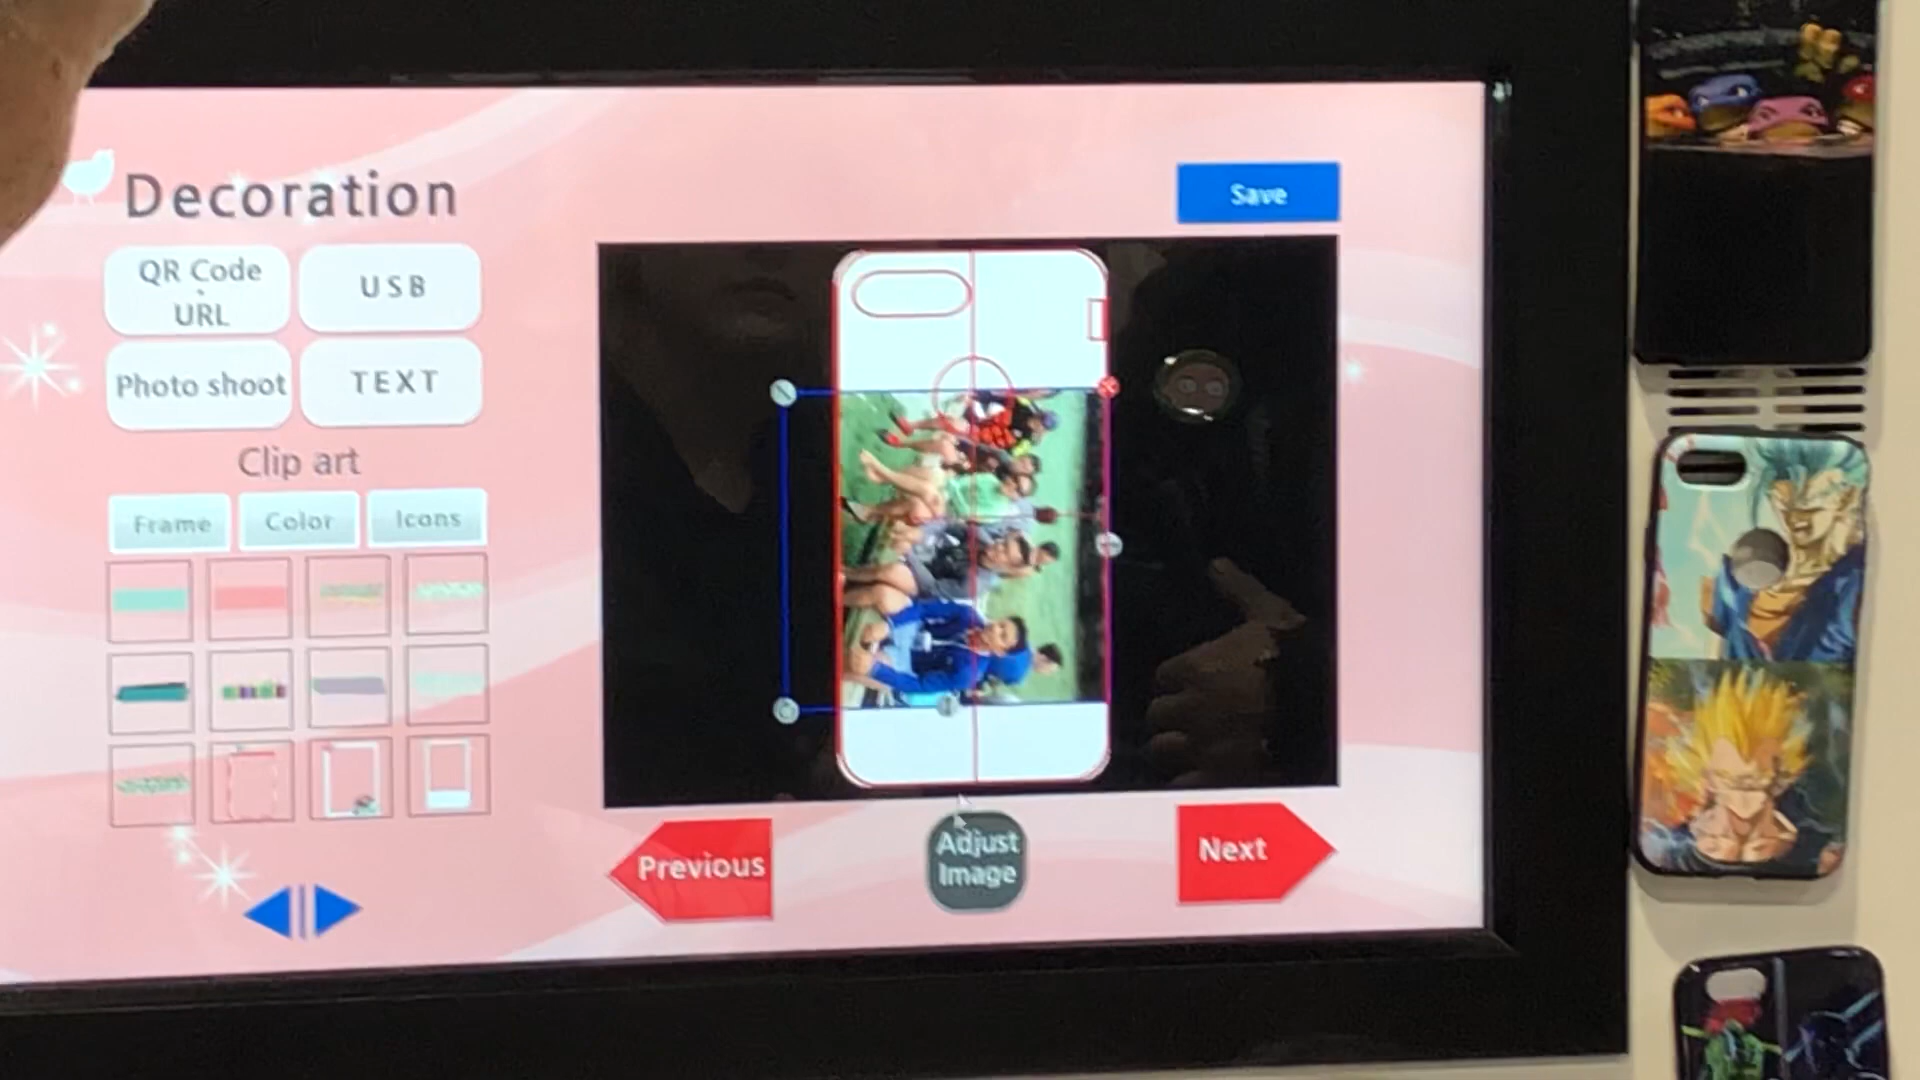 Decoration
Save
QR Code
·
URL
USB
Photo shoot
TEXT
Clip art
Frame
Color
Icons
Previous
Adjust
Image
Next